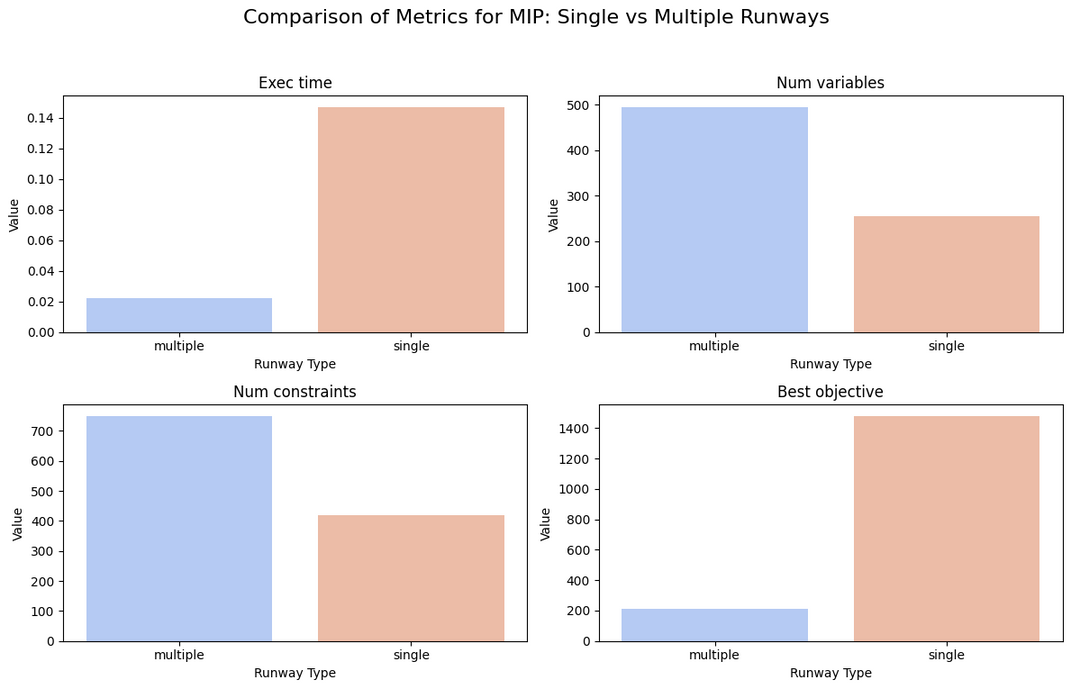 Comparison of Metrics for MIP: Single vs Multiple Runways
Exec time
Value
0.14
0.12
0.10
0.08
0.06
0.04
0.02
0.00
multiple single
Runway Type
Num variables
Value
500
400
300
200
100
0
multiple single
Runway Type
Num constraints
Value
700
600
500
400
300
200
100
0
multiple single
Runway Type
Best objective
Value
1400
1200
1000
800
600
400
200
0
multiple single
Runway Type